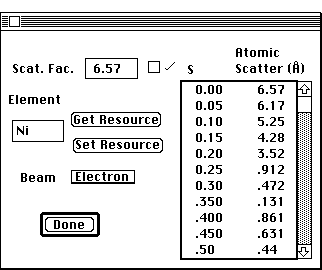 Scat. Fac. 6.57
Element
Ni
Get Resource
Set Resource
Beam Electron
Done
S Atomic Scatter (Å)
0.00 6.57
0.05 6.17
0.10 5.25
0.15 4.28
0.20 3.52
0.25 .912
0.30 .472
.350 .131
.400 .861
.450 .631
.50 .44